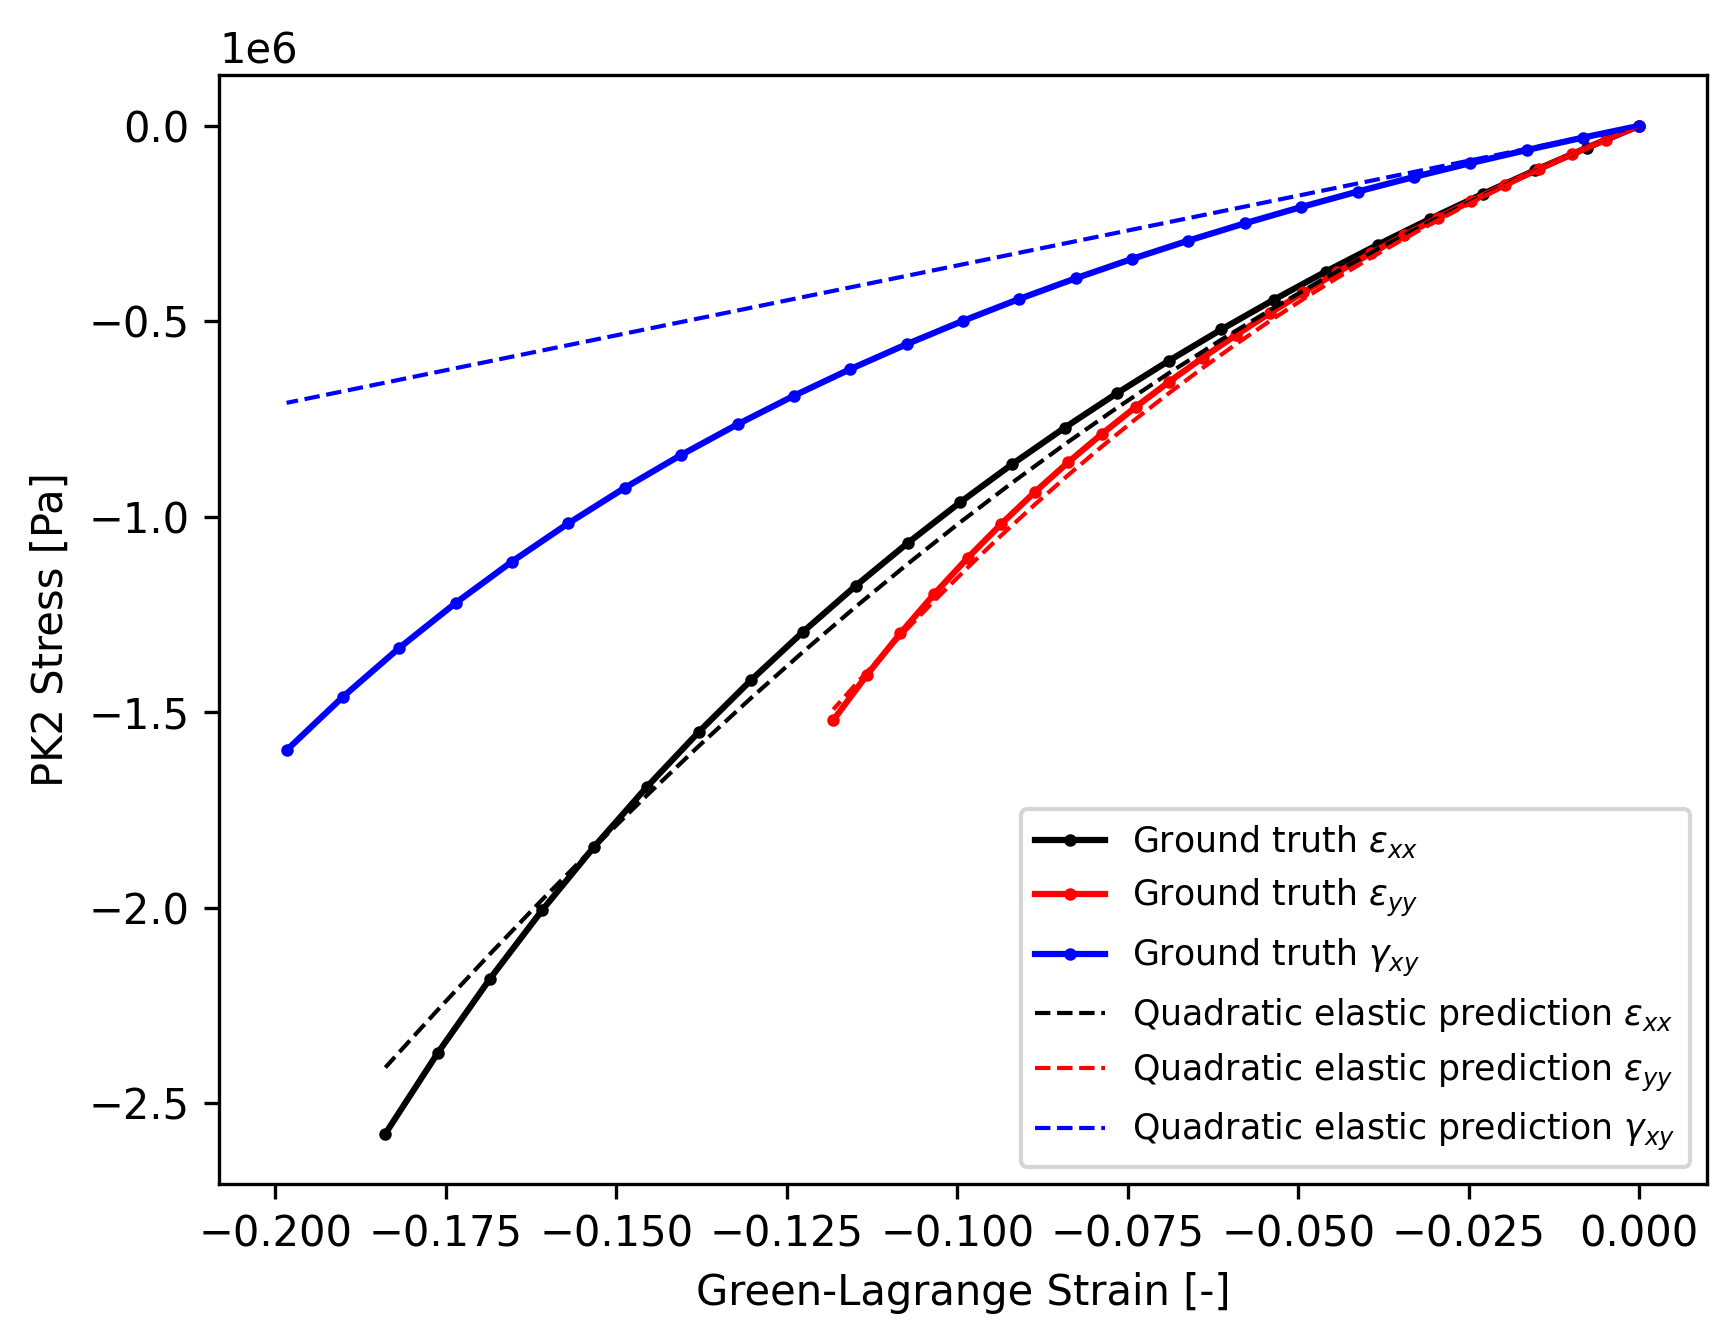 1e6
0.0
−0.5
−1.0
−1.5
−2.0
−2.5
PK2 Stress [Pa]
Ground truth εxx
Ground truth εyy
Ground truth γxy
Quadratic elastic prediction εxx
Quadratic elastic prediction εyy
Quadratic elastic prediction γxy
−0.200 −0.175 −0.150 −0.125 −0.100 −0.075 −0.050 −0.025 0.000
Green-Lagrange Strain [-]